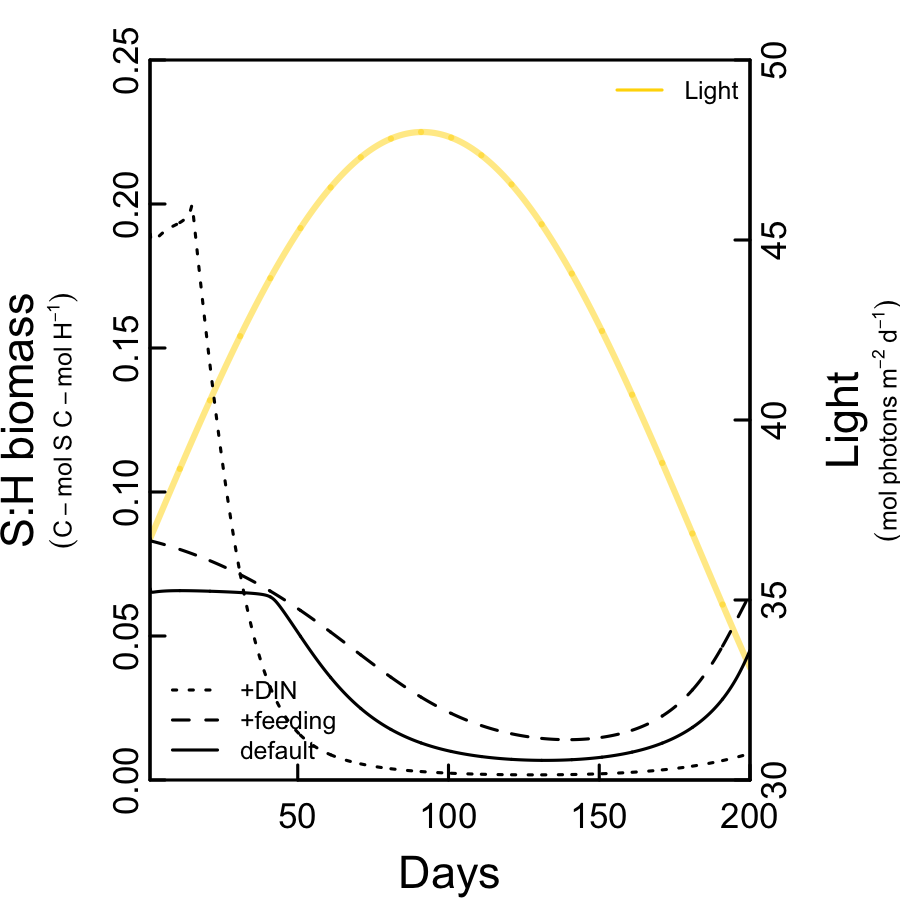 0.25
0.20
0.15
0.10
0.05
0.00
S:H biomass
(C−mol S C−mol H⁻¹)
Light
50
45
40
35
30
Light
(mol photons m⁻² d⁻¹)
+DIN
+feeding
default
50 100 150 200
Days